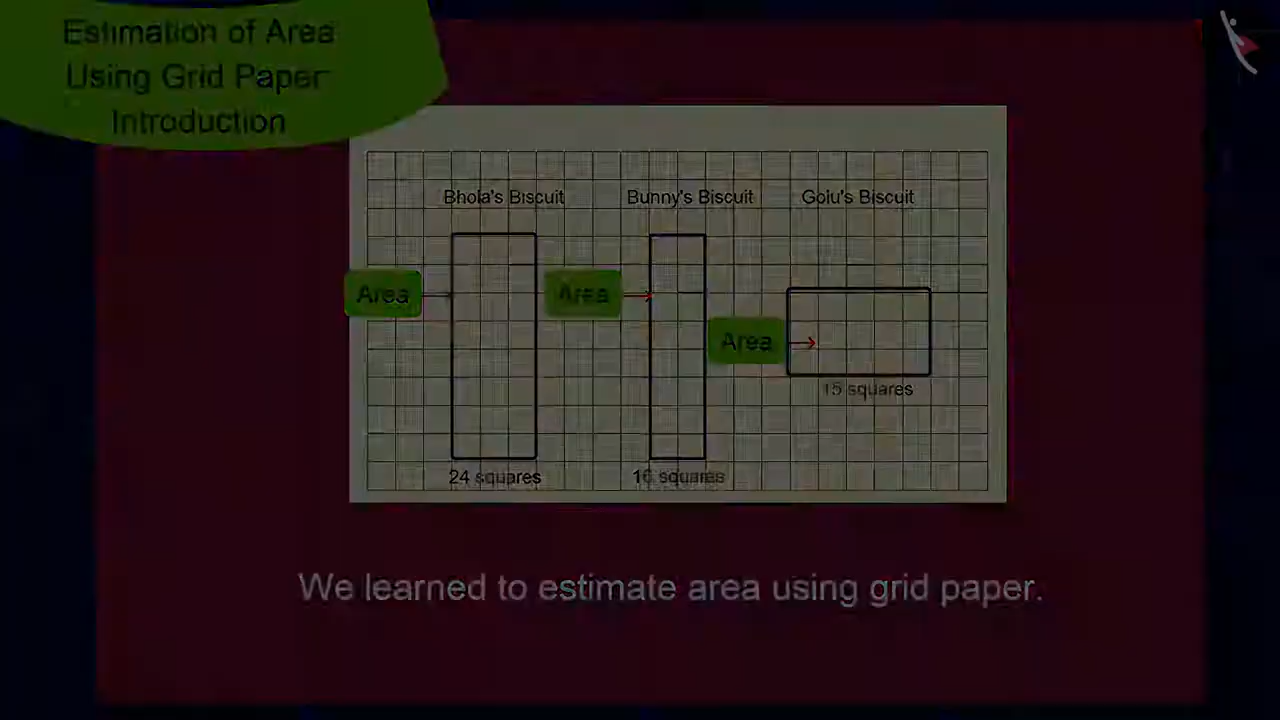 Estimation of Area
Using Grid Paper
Introduction
Bhola's Biscuit
Bunny's Biscuit
Golu's Biscuit
Area
Area
Area
15 squares
24 squares
16 squares
We learned to estimate area using grid paper.